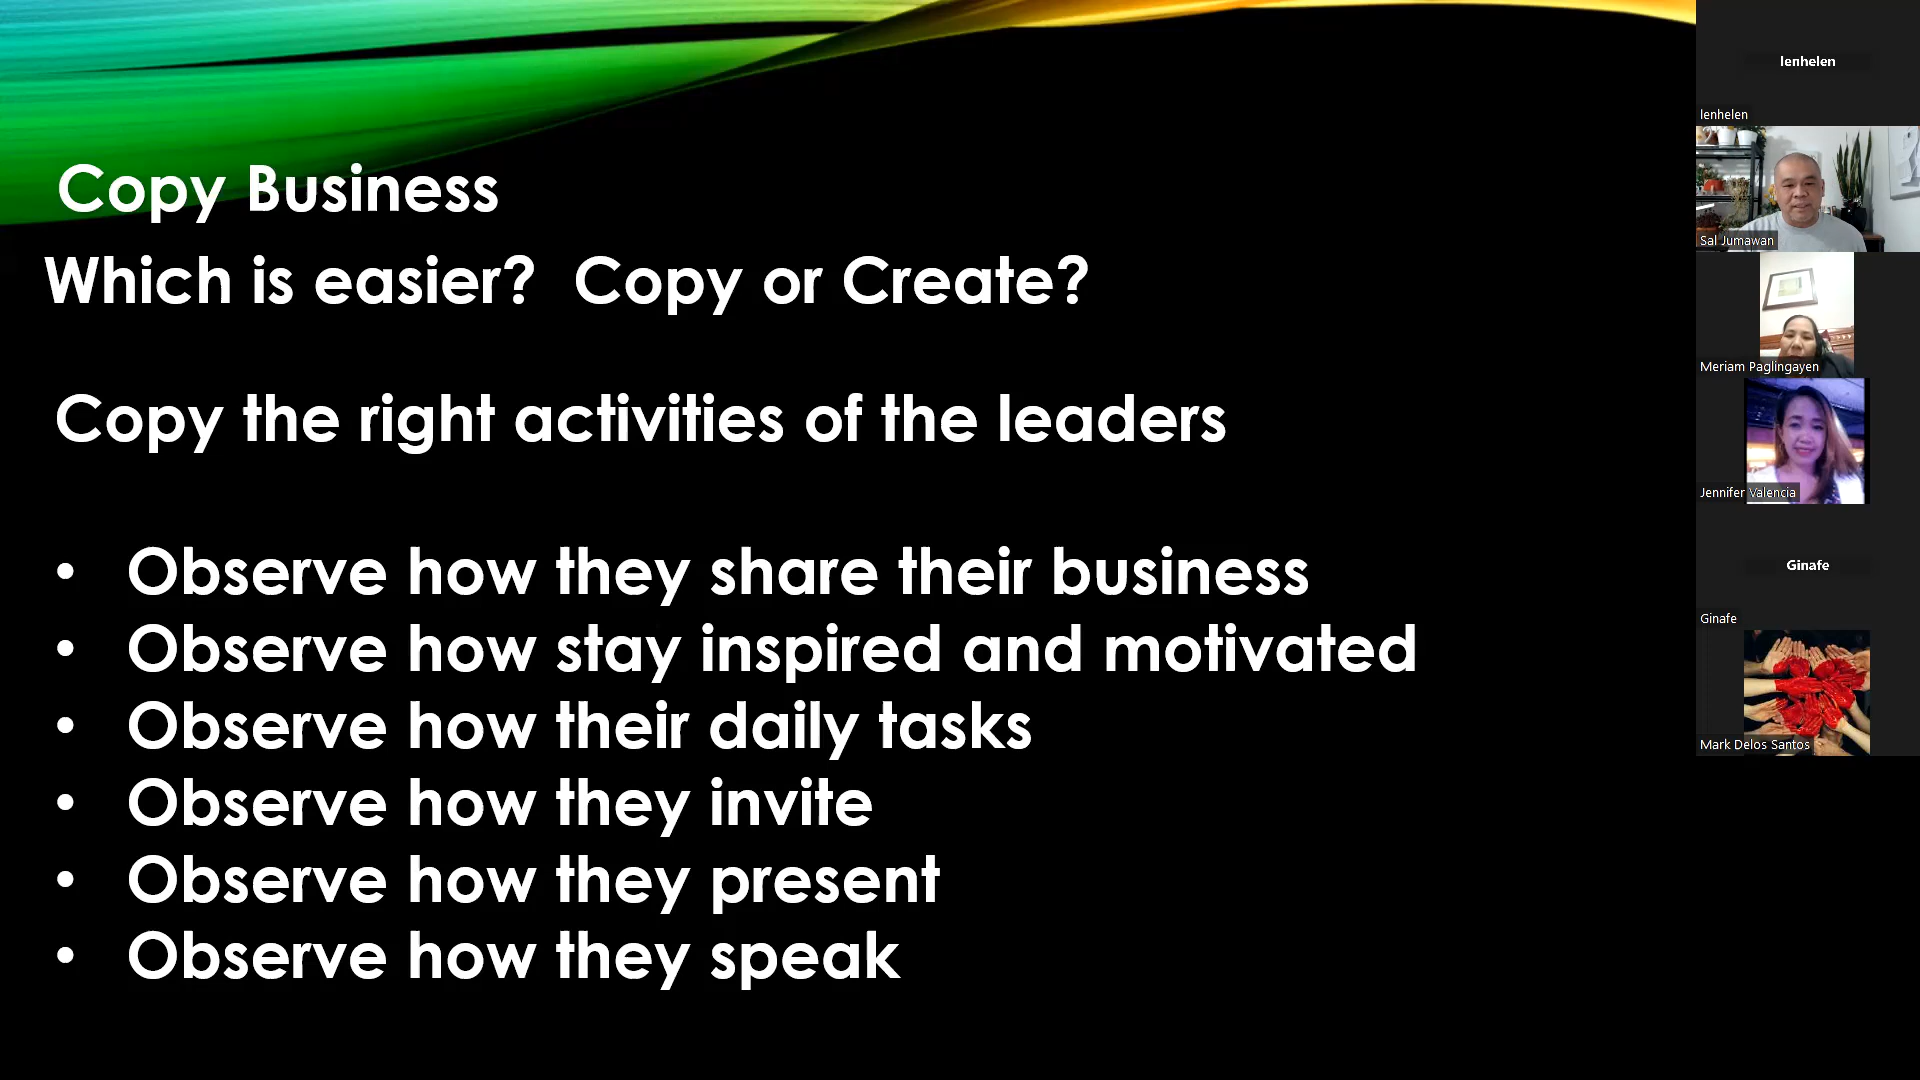 Copy Business
Which is easier? Copy or Create?
Copy the right activities of the leaders
• Observe how they share their business
• Observe how stay inspired and motivated
• Observe how their daily tasks
• Observe how they invite
• Observe how they present
• Observe how they speak
lenhelen
lenhelen
Sal Jumawan
Meriam Paglingayen
Jennifer Valencia
Ginafe
Ginafe
Mark Delos Santos